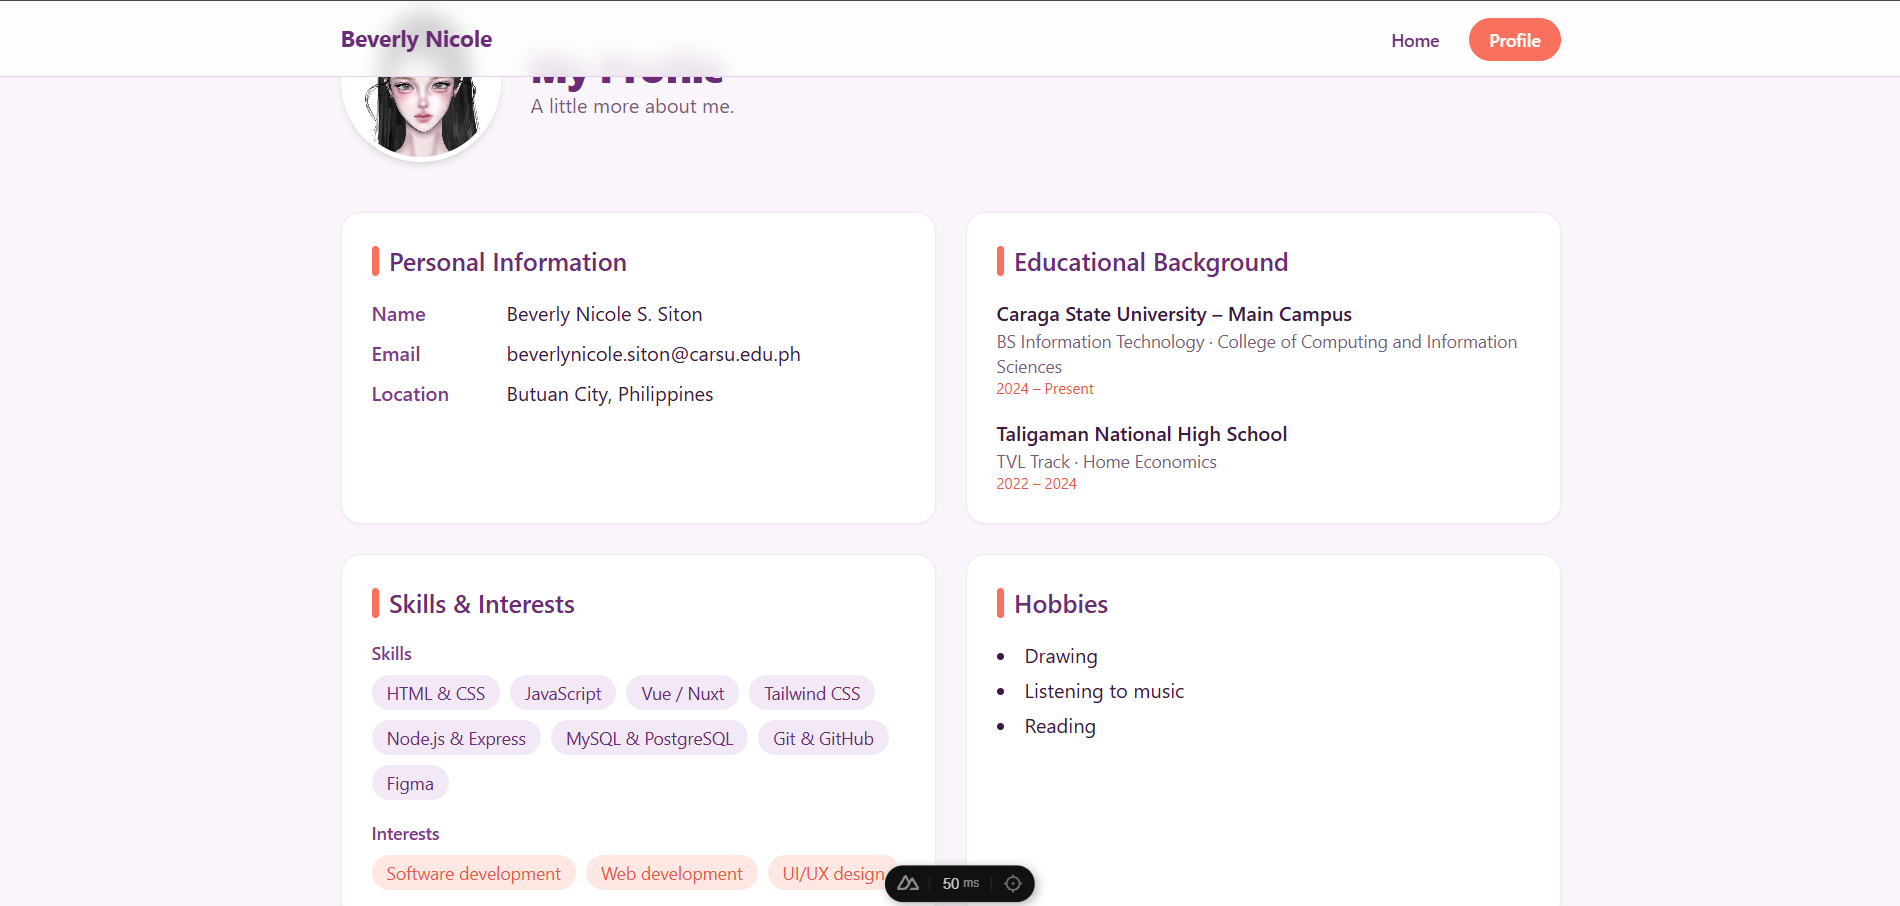 Beverly Nicole
Home
Profile
My Profile
A little more about me.
Personal Information
Name
Beverly Nicole S. Siton
Email
beverlynicole.siton@carsu.edu.ph
Location
Butuan City, Philippines
Educational Background
Caraga State University – Main Campus
BS Information Technology · College of Computing and Information
Sciences
2024 – Present
Taligaman National High School
TVL Track · Home Economics
2022 – 2024
Skills & Interests
Skills
HTML & CSS
JavaScript
Vue / Nuxt
Tailwind CSS
Node.js & Express
MySQL & PostgreSQL
Git & GitHub
Figma
Interests
Software development
Web development
UI/UX design
Hobbies
• Drawing
• Listening to music
• Reading
50 ms